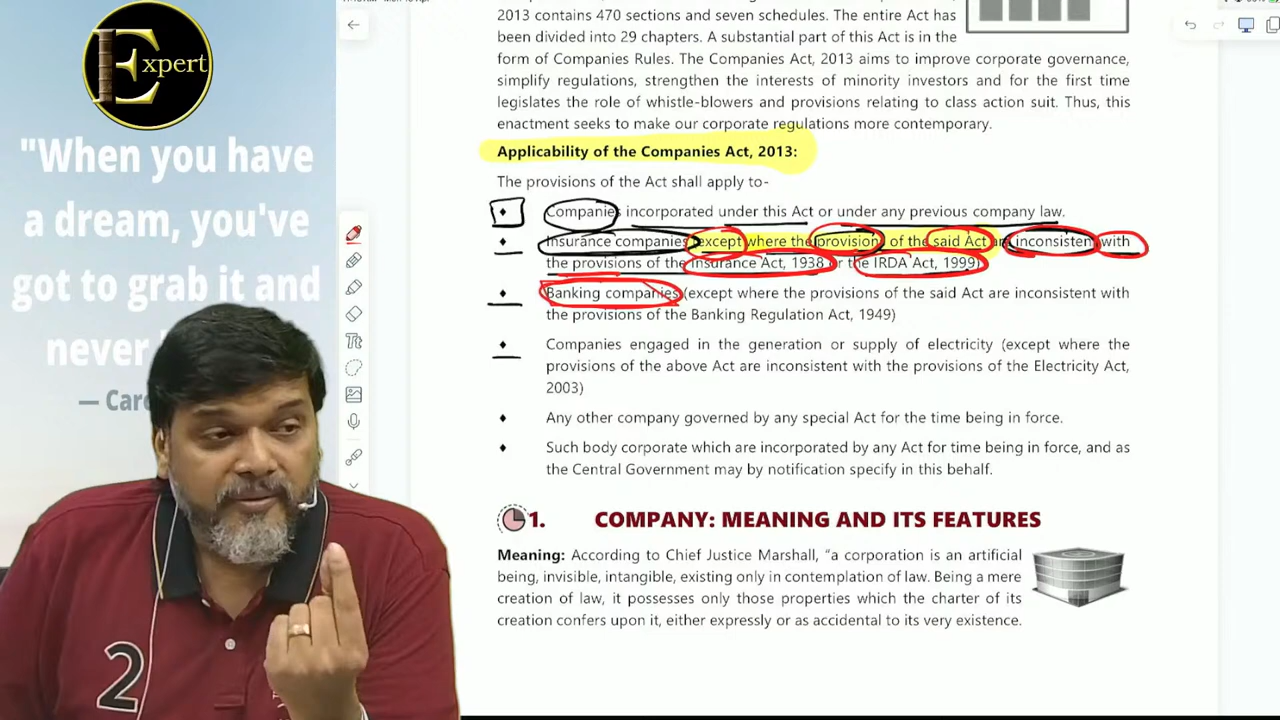 Expert
"When you have
a dream, you've
got to grab it and
never
— Caro
2
2013 contains 470 sections and seven schedules. The entire Act has
been divided into 29 chapters. A substantial part of this Act is in the
form of Companies Rules. The Companies Act, 2013 aims to improve corporate governance,
simplify regulations, strengthen the interests of minority investors and for the first time
legislates the role of whistle-blowers and provisions relating to class action suit. Thus, this
enactment seeks to make our corporate regulations more contemporary.
Applicability of the Companies Act, 2013:
The provisions of the Act shall apply to-
♦ Companies incorporated under this Act or under any previous company law.
♦ Insurance companies (except where the provision of the said Act are inconsistent with
the provisions of the Insurance Act, 1938 or the IRDA Act, 1999)
♦ Banking companies (except where the provisions of the said Act are inconsistent with
the provisions of the Banking Regulation Act, 1949)
♦ Companies engaged in the generation or supply of electricity (except where the
provisions of the above Act are inconsistent with the provisions of the Electricity Act,
2003)
♦ Any other company governed by any special Act for the time being in force.
♦ Such body corporate which are incorporated by any Act for time being in force, and as
the Central Government may by notification specify in this behalf.
1. COMPANY: MEANING AND ITS FEATURES
Meaning: According to Chief Justice Marshall, "a corporation is an artificial
being, invisible, intangible, existing only in contemplation of law. Being a mere
creation of law, it possesses only those properties which the charter of its
creation confers upon it, either expressly or as accidental to its very existence.
Tt